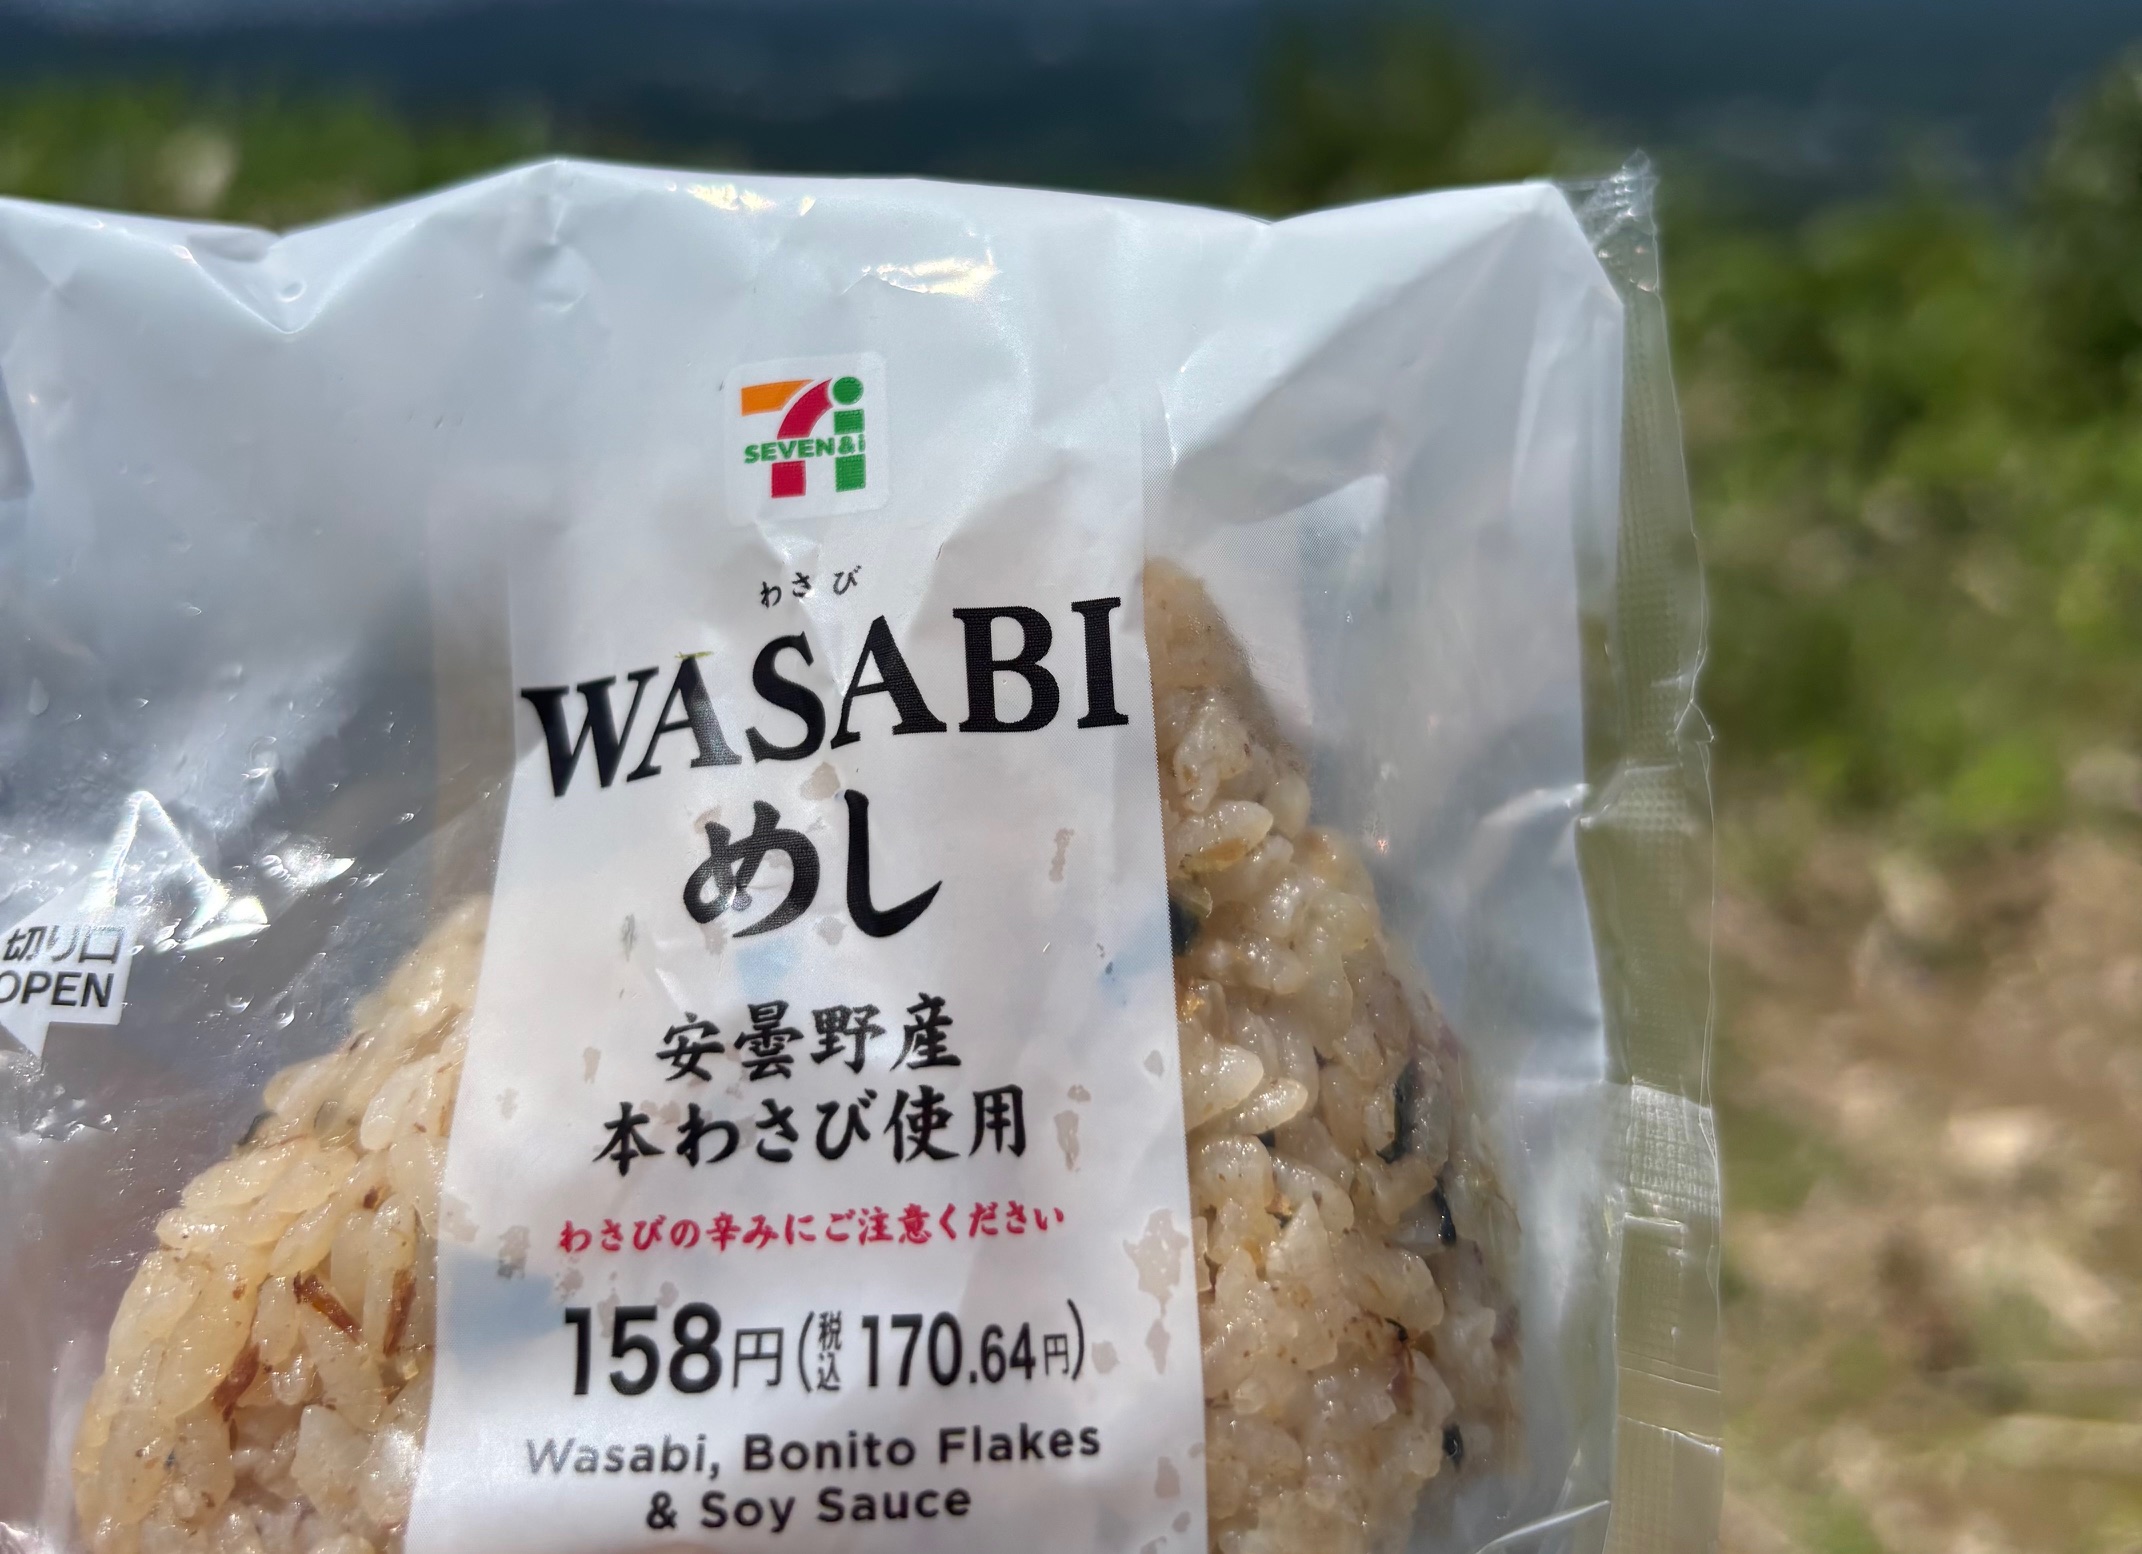 SEVEN&i
わさび
WASABI
めし
安曇野産
本わさび使用
わさびの辛みにご注意ください
158円(税込170.64円)
Wasabi, Bonito Flakes
& Soy Sauce
切り口
OPEN